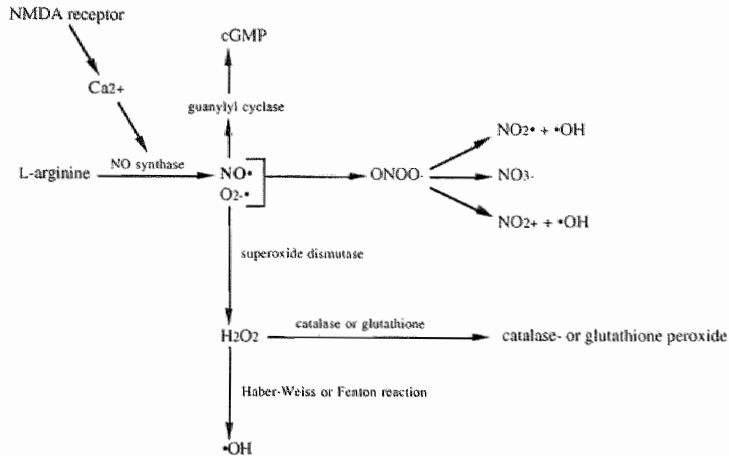 NMDA receptor
cGMP
Ca2+
guanylyl cyclase
NO2• + •OH
NO synthase
L-arginine
NO•
ONOO-
NO3-
O2-•
NO2+ + •OH
superoxide dismutase
H2O2
catalase or glutathione
catalase- or glutathione peroxide
Haber-Weiss or Fenton reaction
•OH